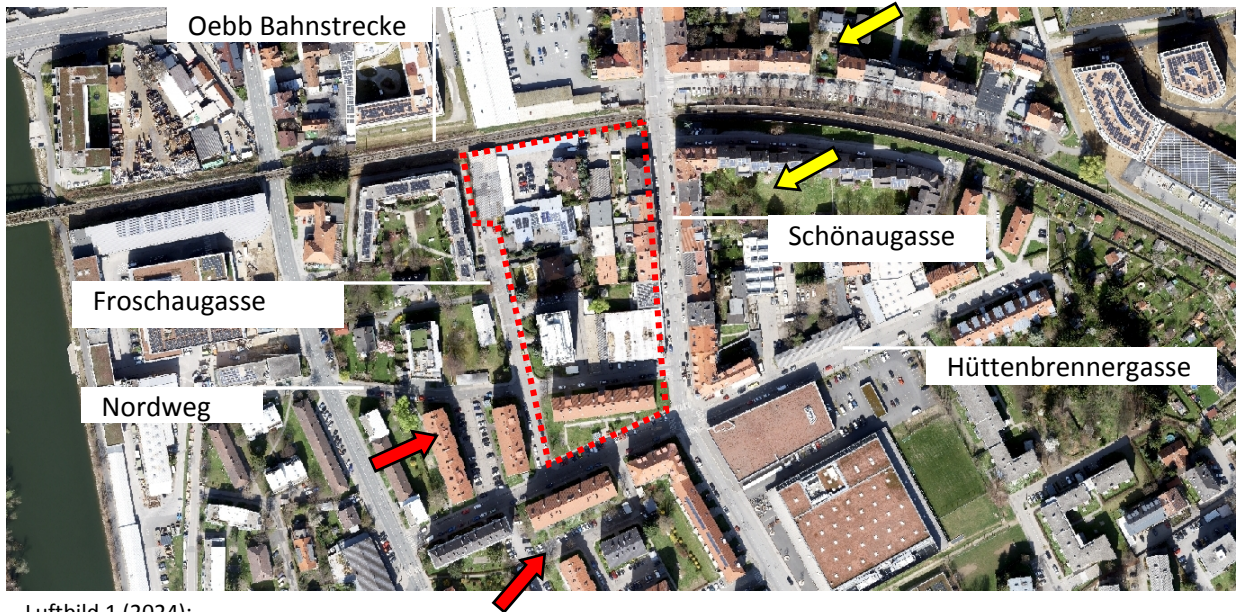 Oebb Bahnstrecke
Schönaugasse
Froschaugasse
Hüttenbrennergasse
Nordweg
Luftbild 1 (2024):